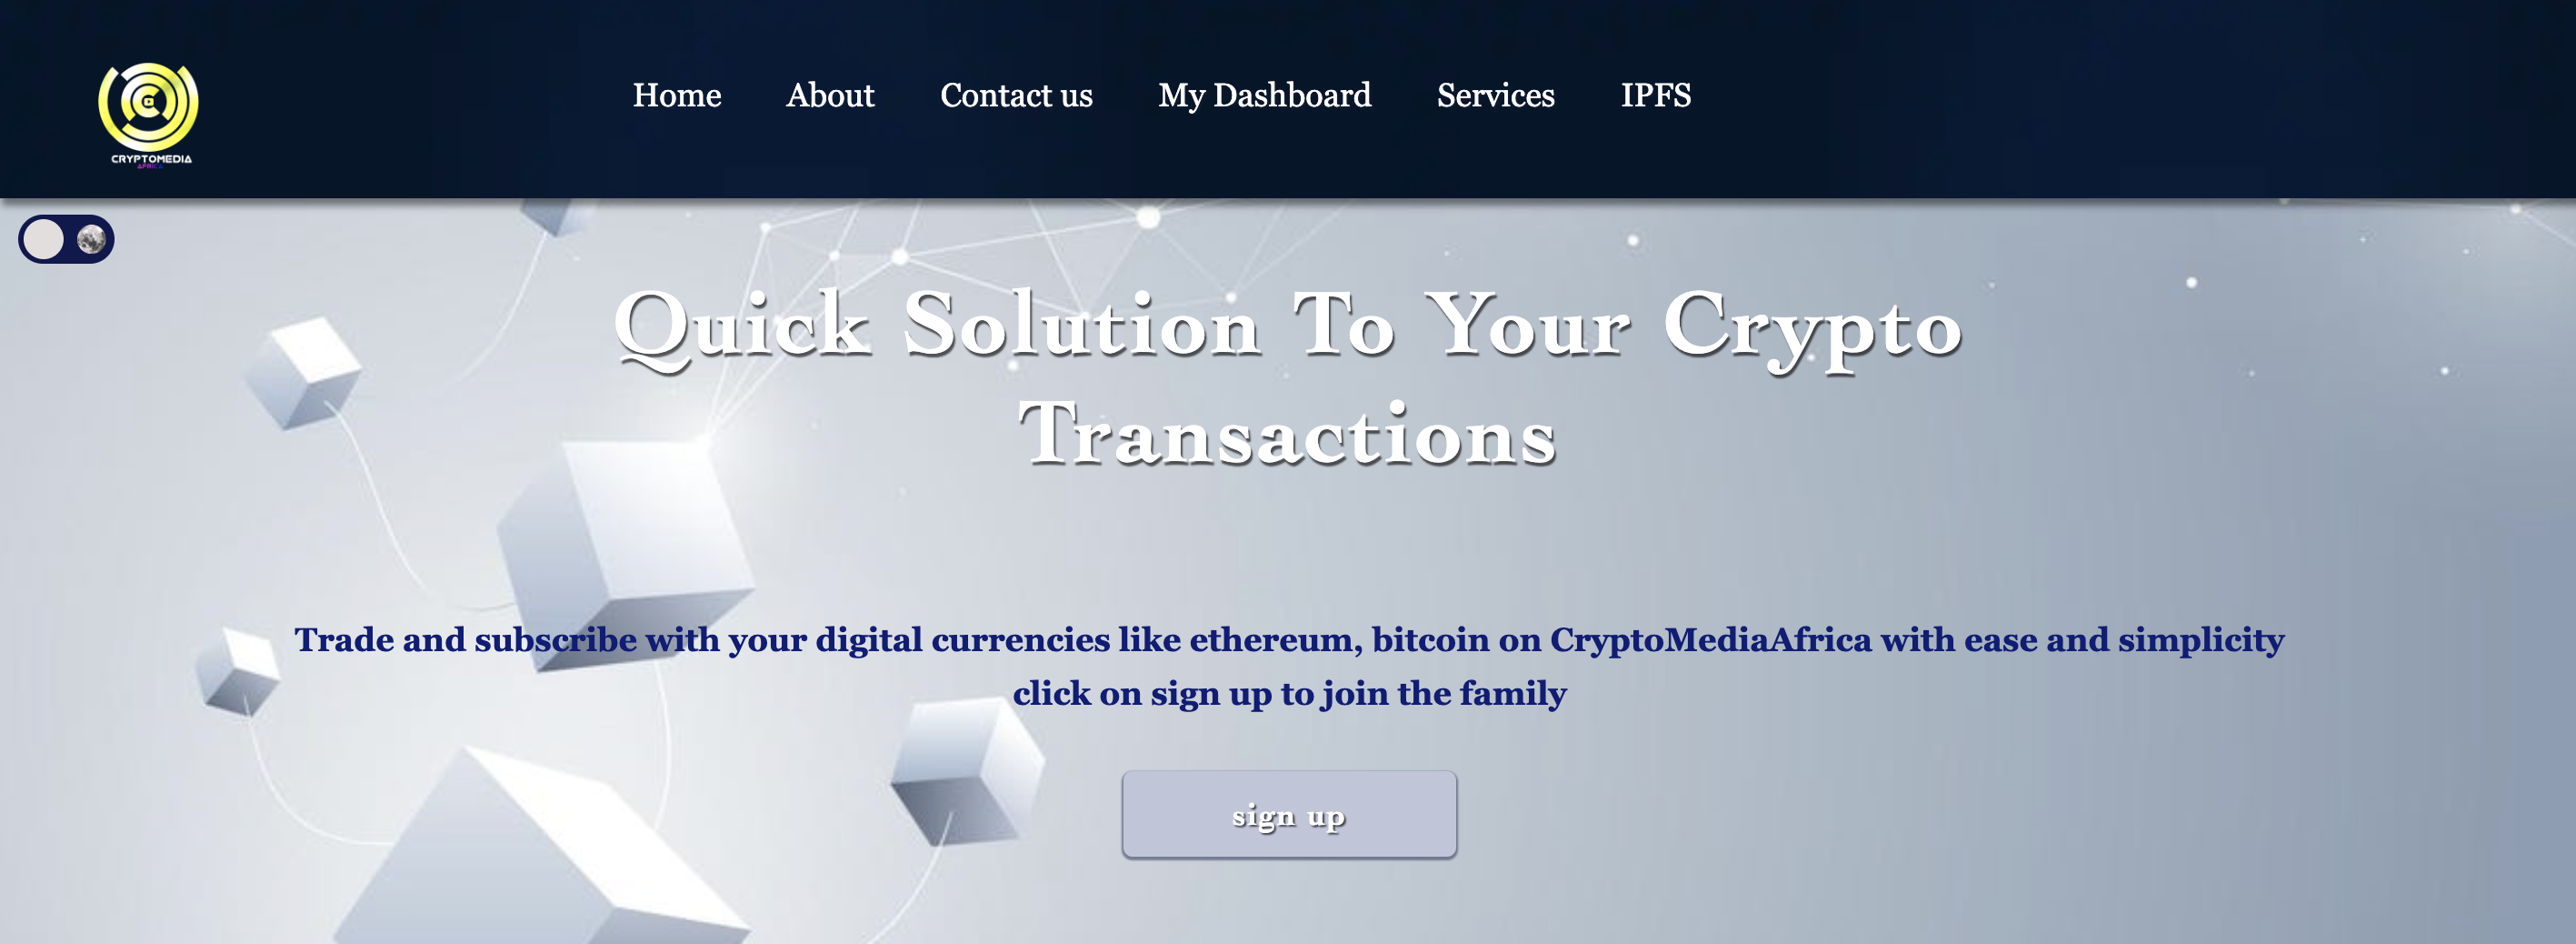 CRYPTOMEDIA
AFRICA
Home About Contact us My Dashboard Services IPFS
Quick Solution To Your Crypto
Transactions
Trade and subscribe with your digital currencies like ethereum, bitcoin on CryptoMediaAfrica with ease and simplicity
click on sign up to join the family
sign up